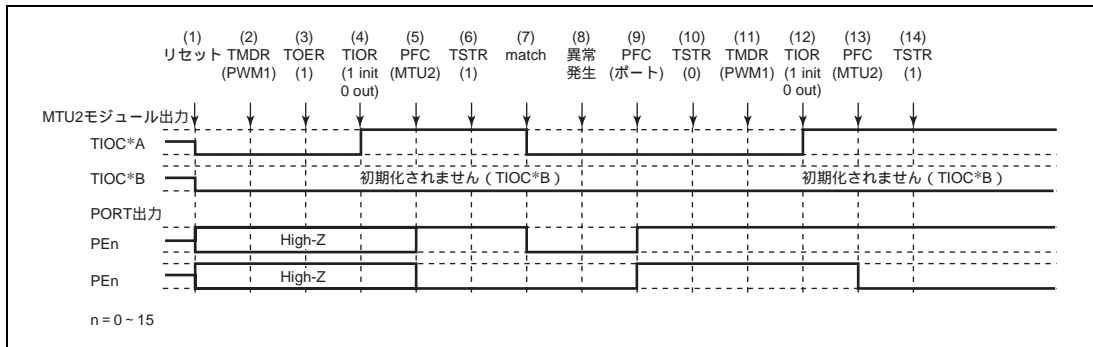 (1) (2) (3) (4) (5) (6) (7) (8) (9) (10) (11) (12) (13) (14)
リセット TMDR TOER TIOR PFC TSTR match 異常 PFC TSTR TMDR TIOR PFC TSTR
(PWM1) (1) (1 init (MTU2) (1) 発生 (ポート) (0) (PWM1) (1 init (MTU2) (1)
0 out) 0 out)
MTU2モジュール出力
TIOC*A
TIOC*B 初期化されません(TIOC*B) 初期化されません(TIOC*B)
PORT出力
PEn High-Z
PEn High-Z
n = 0 ~ 15